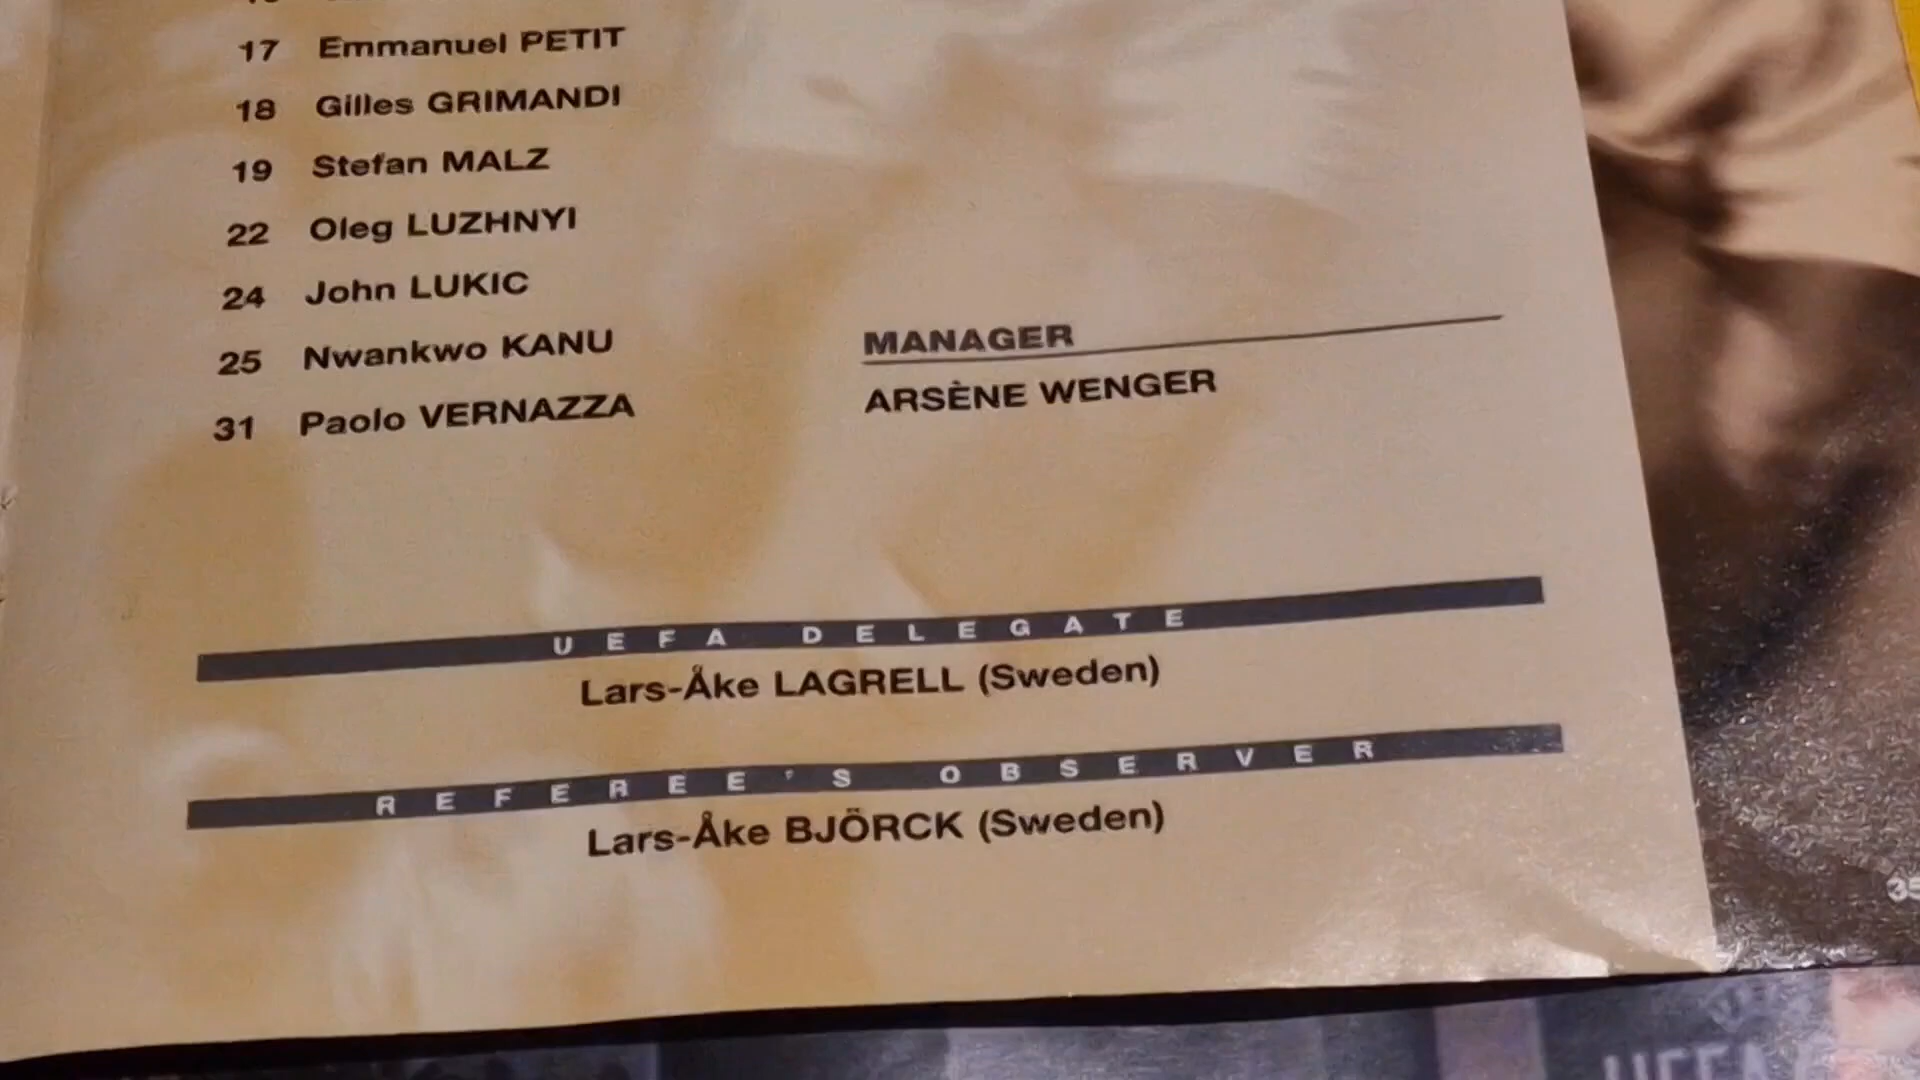 17 Emmanuel PETIT
18 Gilles GRIMANDI
19 Stefan MALZ
22 Oleg LUZHNYI
24 John LUKIC
25 Nwankwo KANU
31 Paolo VERNAZZA
MANAGER
ARSÈNE WENGER
UEFA DELEGATE
Lars-Åke LAGRELL (Sweden)
REFEREE'S OBSERVER
Lars-Åke BJÖRCK (Sweden)
35